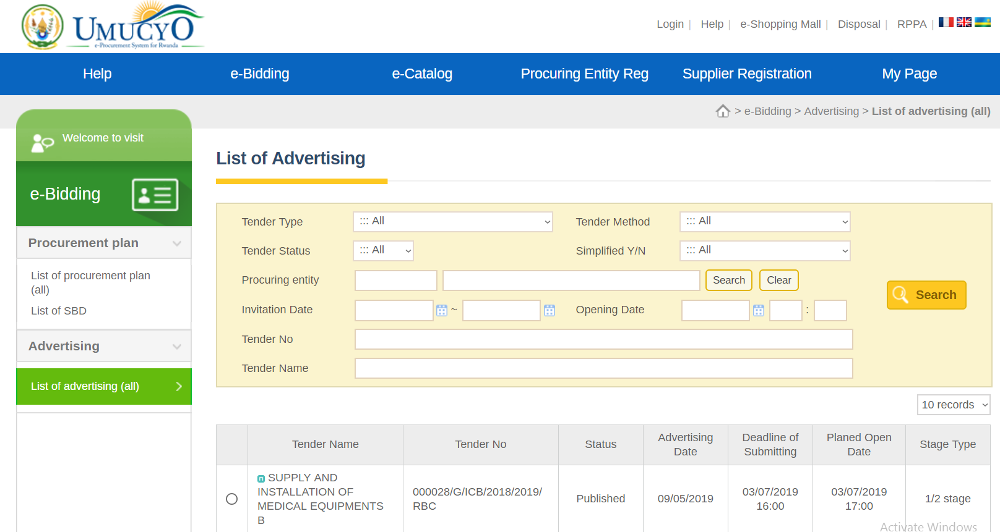 UMUCYO
e-Procurement System for Rwanda
Login | Help | e-Shopping Mall | Disposal | RPPA |
Help e-Bidding e-Catalog Procuring Entity Reg Supplier Registration My Page
> e-Bidding > Advertising > List of advertising (all)
Welcome to visit
e-Bidding
Procurement plan
List of procurement plan
(all)
List of SBD
Advertising
List of advertising (all)
List of Advertising
Tender Type ::: All Tender Method ::: All
Tender Status ::: All Simplified Y/N ::: All
Procuring entity Search Clear
Search
Invitation Date ~ Opening Date :
Tender No
Tender Name
10 records
Tender Name Tender No Status Advertising Date Deadline of Submitting Planed Open Date Stage Type
n SUPPLY AND
INSTALLATION OF
MEDICAL EQUIPMENTS
B
000028/G/ICB/2018/2019/
RBC
Published
09/05/2019
03/07/2019
16:00
03/07/2019
17:00
1/2 stage
Activate Windows